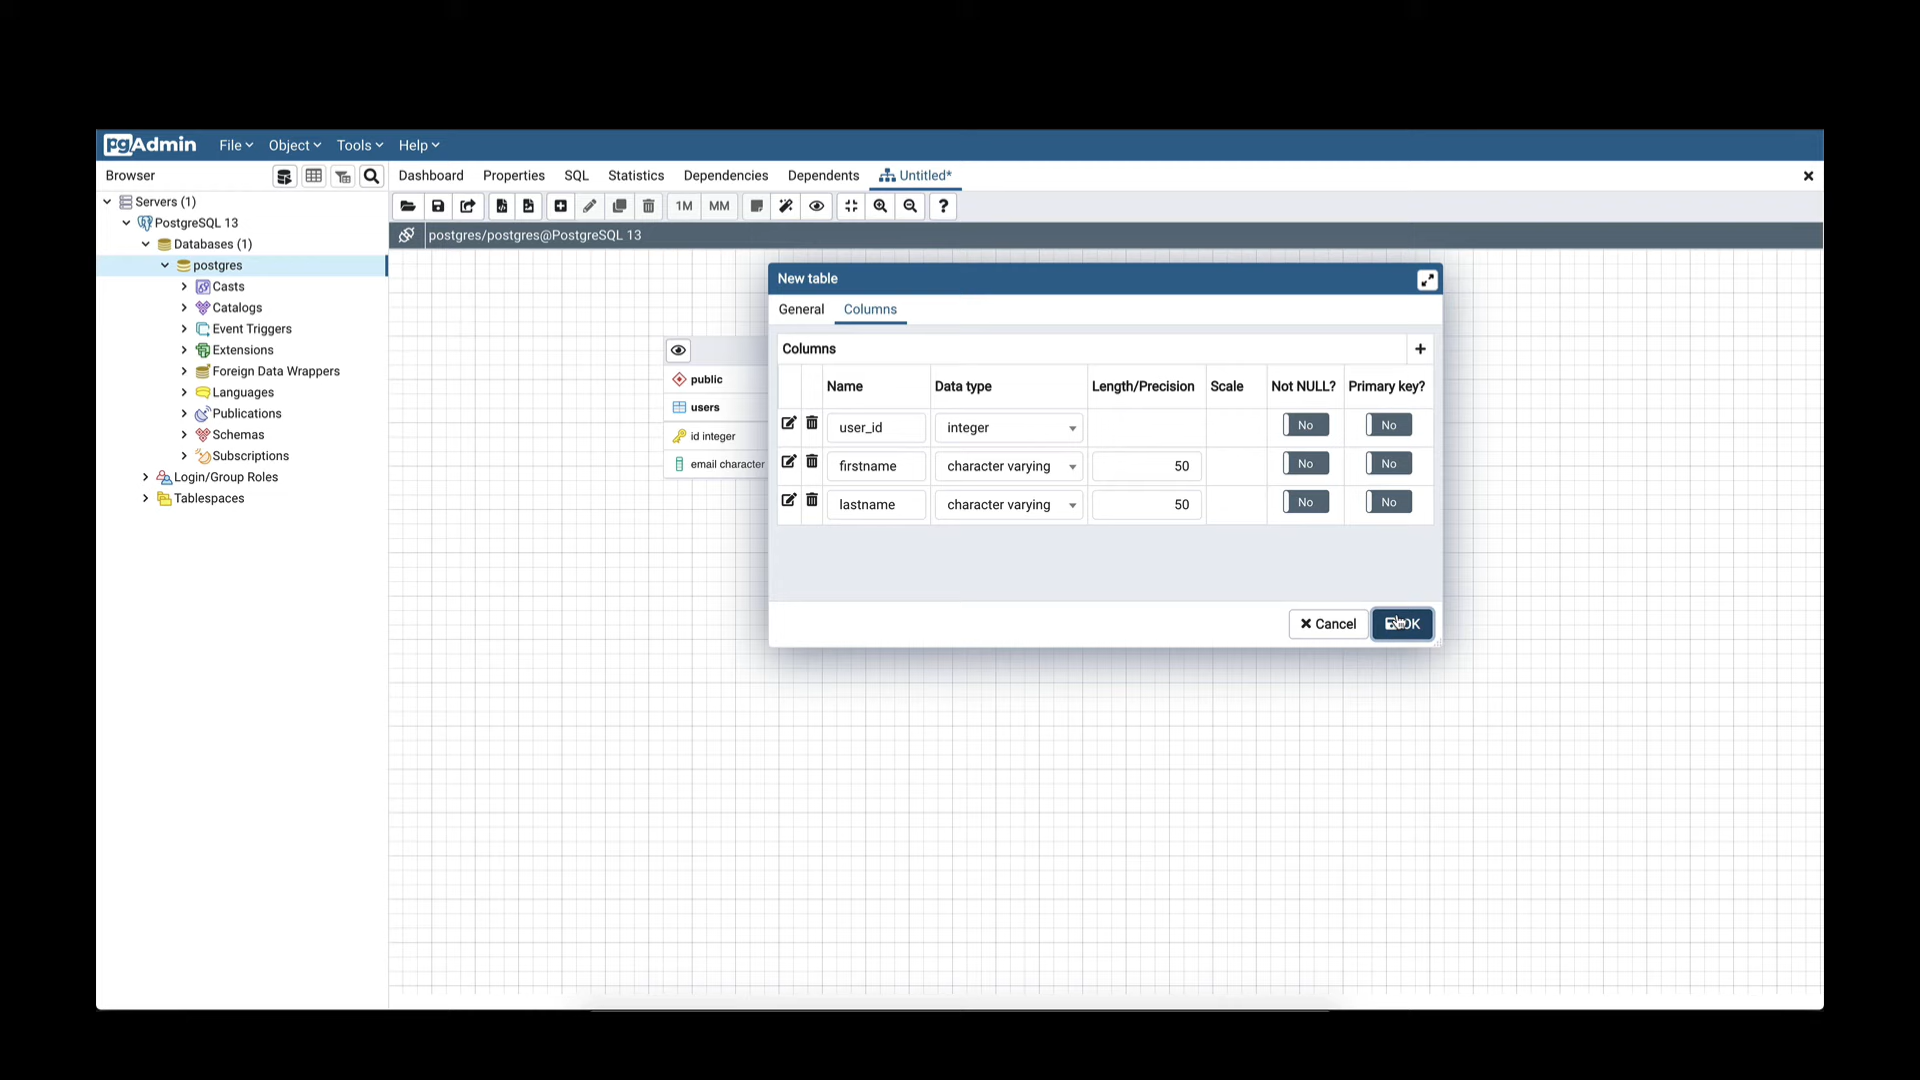 pgAdmin File Object Tools Help
Browser
Dashboard Properties SQL Statistics Dependencies Dependents Untitled*
1M MM ?
postgres/postgres@PostgreSQL 13
Servers (1)
PostgreSQL 13
Databases (1)
postgres
Casts
Catalogs
Event Triggers
Extensions
Foreign Data Wrappers
Languages
Publications
Schemas
Subscriptions
Login/Group Roles
Tablespaces
public
users
id integer
email character
New table
General Columns
Columns
Name Data type Length/Precision Scale Not NULL? Primary key?
user_id integer No No
firstname character varying 50 No No
lastname character varying 50 No No
Cancel OK